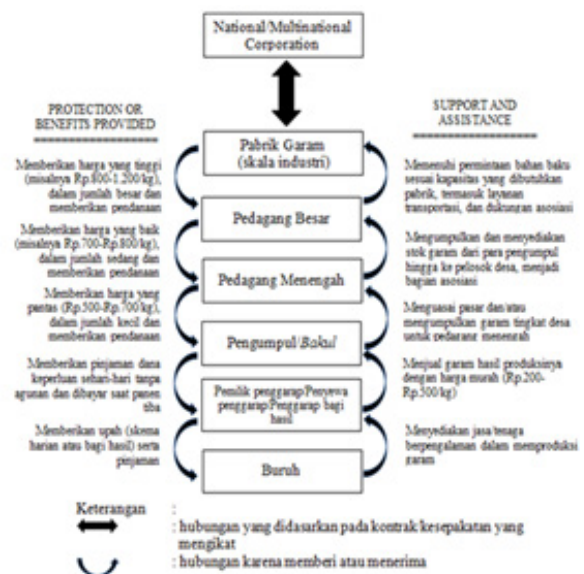 National/Multinational
Corporation
PROTECTION OR
BENEFITS PROVIDED
====================
Memberikan harga yang tinggi
(misalnya Rp.800-1.200/kg),
dalam jumlah besar dan
memberikan pendanaan
Memberikan harga yang baik
(misalnya Rp.700-Rp.800/kg),
dalam jumlah sedang dan
memberikan pendanaan
Memberikan harga yang
pantas (Rp.500-Rp.700/kg),
dalam jumlah kecil dan
memberikan pendanaan
Memberikan pinjaman dana
keperluan sehari-hari tanpa
agunan dan dibayar saat panen
tiba
Memberikan upah (skema
harian atau bagi hasil) serta
pinjaman
Pabrik Garam
(skala industri)
Pedagang Besar
Pedagang Menengah
Pengumpul/Bakul
Pemilik penggarap/Penyewa
penggarap/Penggarap bagi
hasil
Buruh
SUPPORT AND
ASSISTANCE
====================
Memenuhi permintaan bahan baku
sesuai kapasitas yang dibutuhkan
pabrik, termasuk layanan
transportasi, dan dukungan asosiasi
Mengumpulkan dan menyediakan
stok garam dari para pengumpul
hingga ke pelosok desa, menjadi
bagian asosiasi
Menguasai pasar dan/atau
mengumpulkan garam tingkat desa
untuk pedagang menengah
Menjual garam hasil produksinya
dengan harga murah (Rp.200-
Rp.500/kg)
Menyediakan jasa/tenaga
berpengalaman dalam memproduksi
garam
Keterangan :
: hubungan yang didasarkan pada kontrak/kesepakatan yang
mengikat
: hubungan karena memberi atau menerima